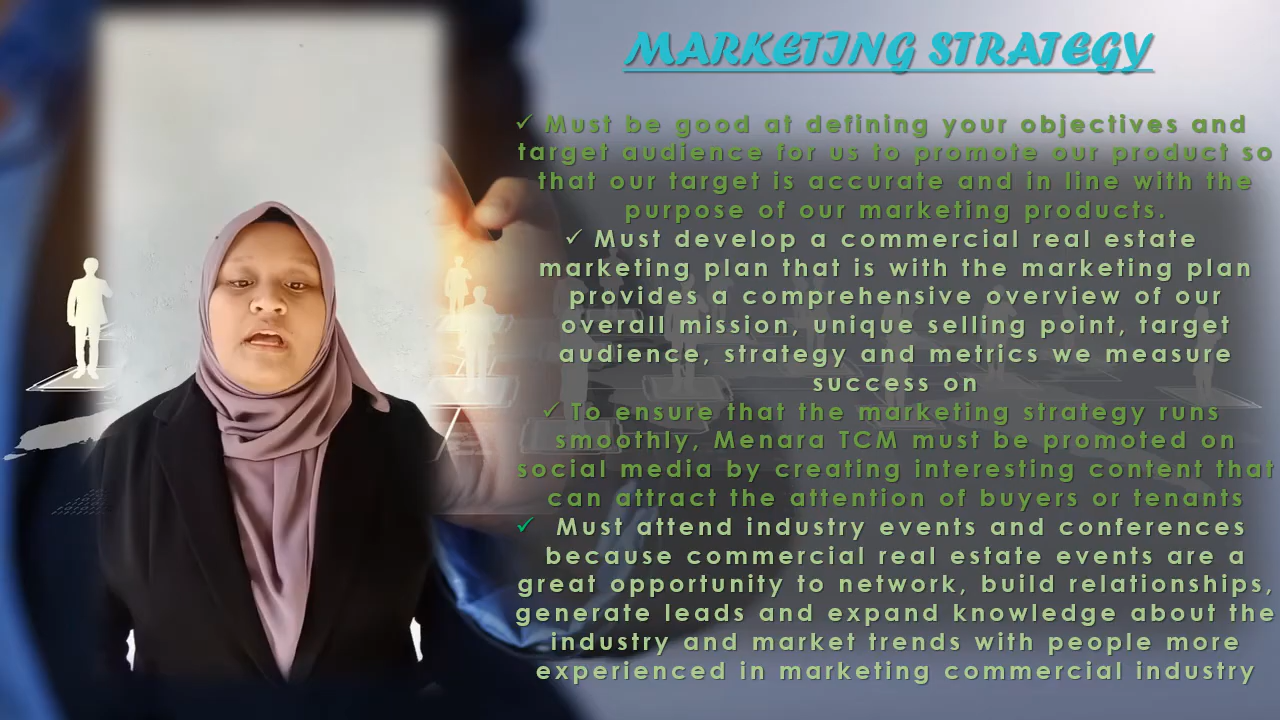 MARKETING STRATEGY
✓ Must be good at defining your objectives and
target audience for us to promote our product so
that our target is accurate and in line with the
purpose of our marketing products.
✓ Must develop a commercial real estate
marketing plan that is with the marketing plan
provides a comprehensive overview of our
overall mission, unique selling point, target
audience, strategy and metrics we measure
success on
✓ To ensure that the marketing strategy runs
smoothly, Menara TCM must be promoted on
social media by creating interesting content that
can attract the attention of buyers or tenants
✓ Must attend industry events and conferences
because commercial real estate events are a
great opportunity to network, build relationships,
generate leads and expand knowledge about the
industry and market trends with people more
experienced in marketing commercial industry